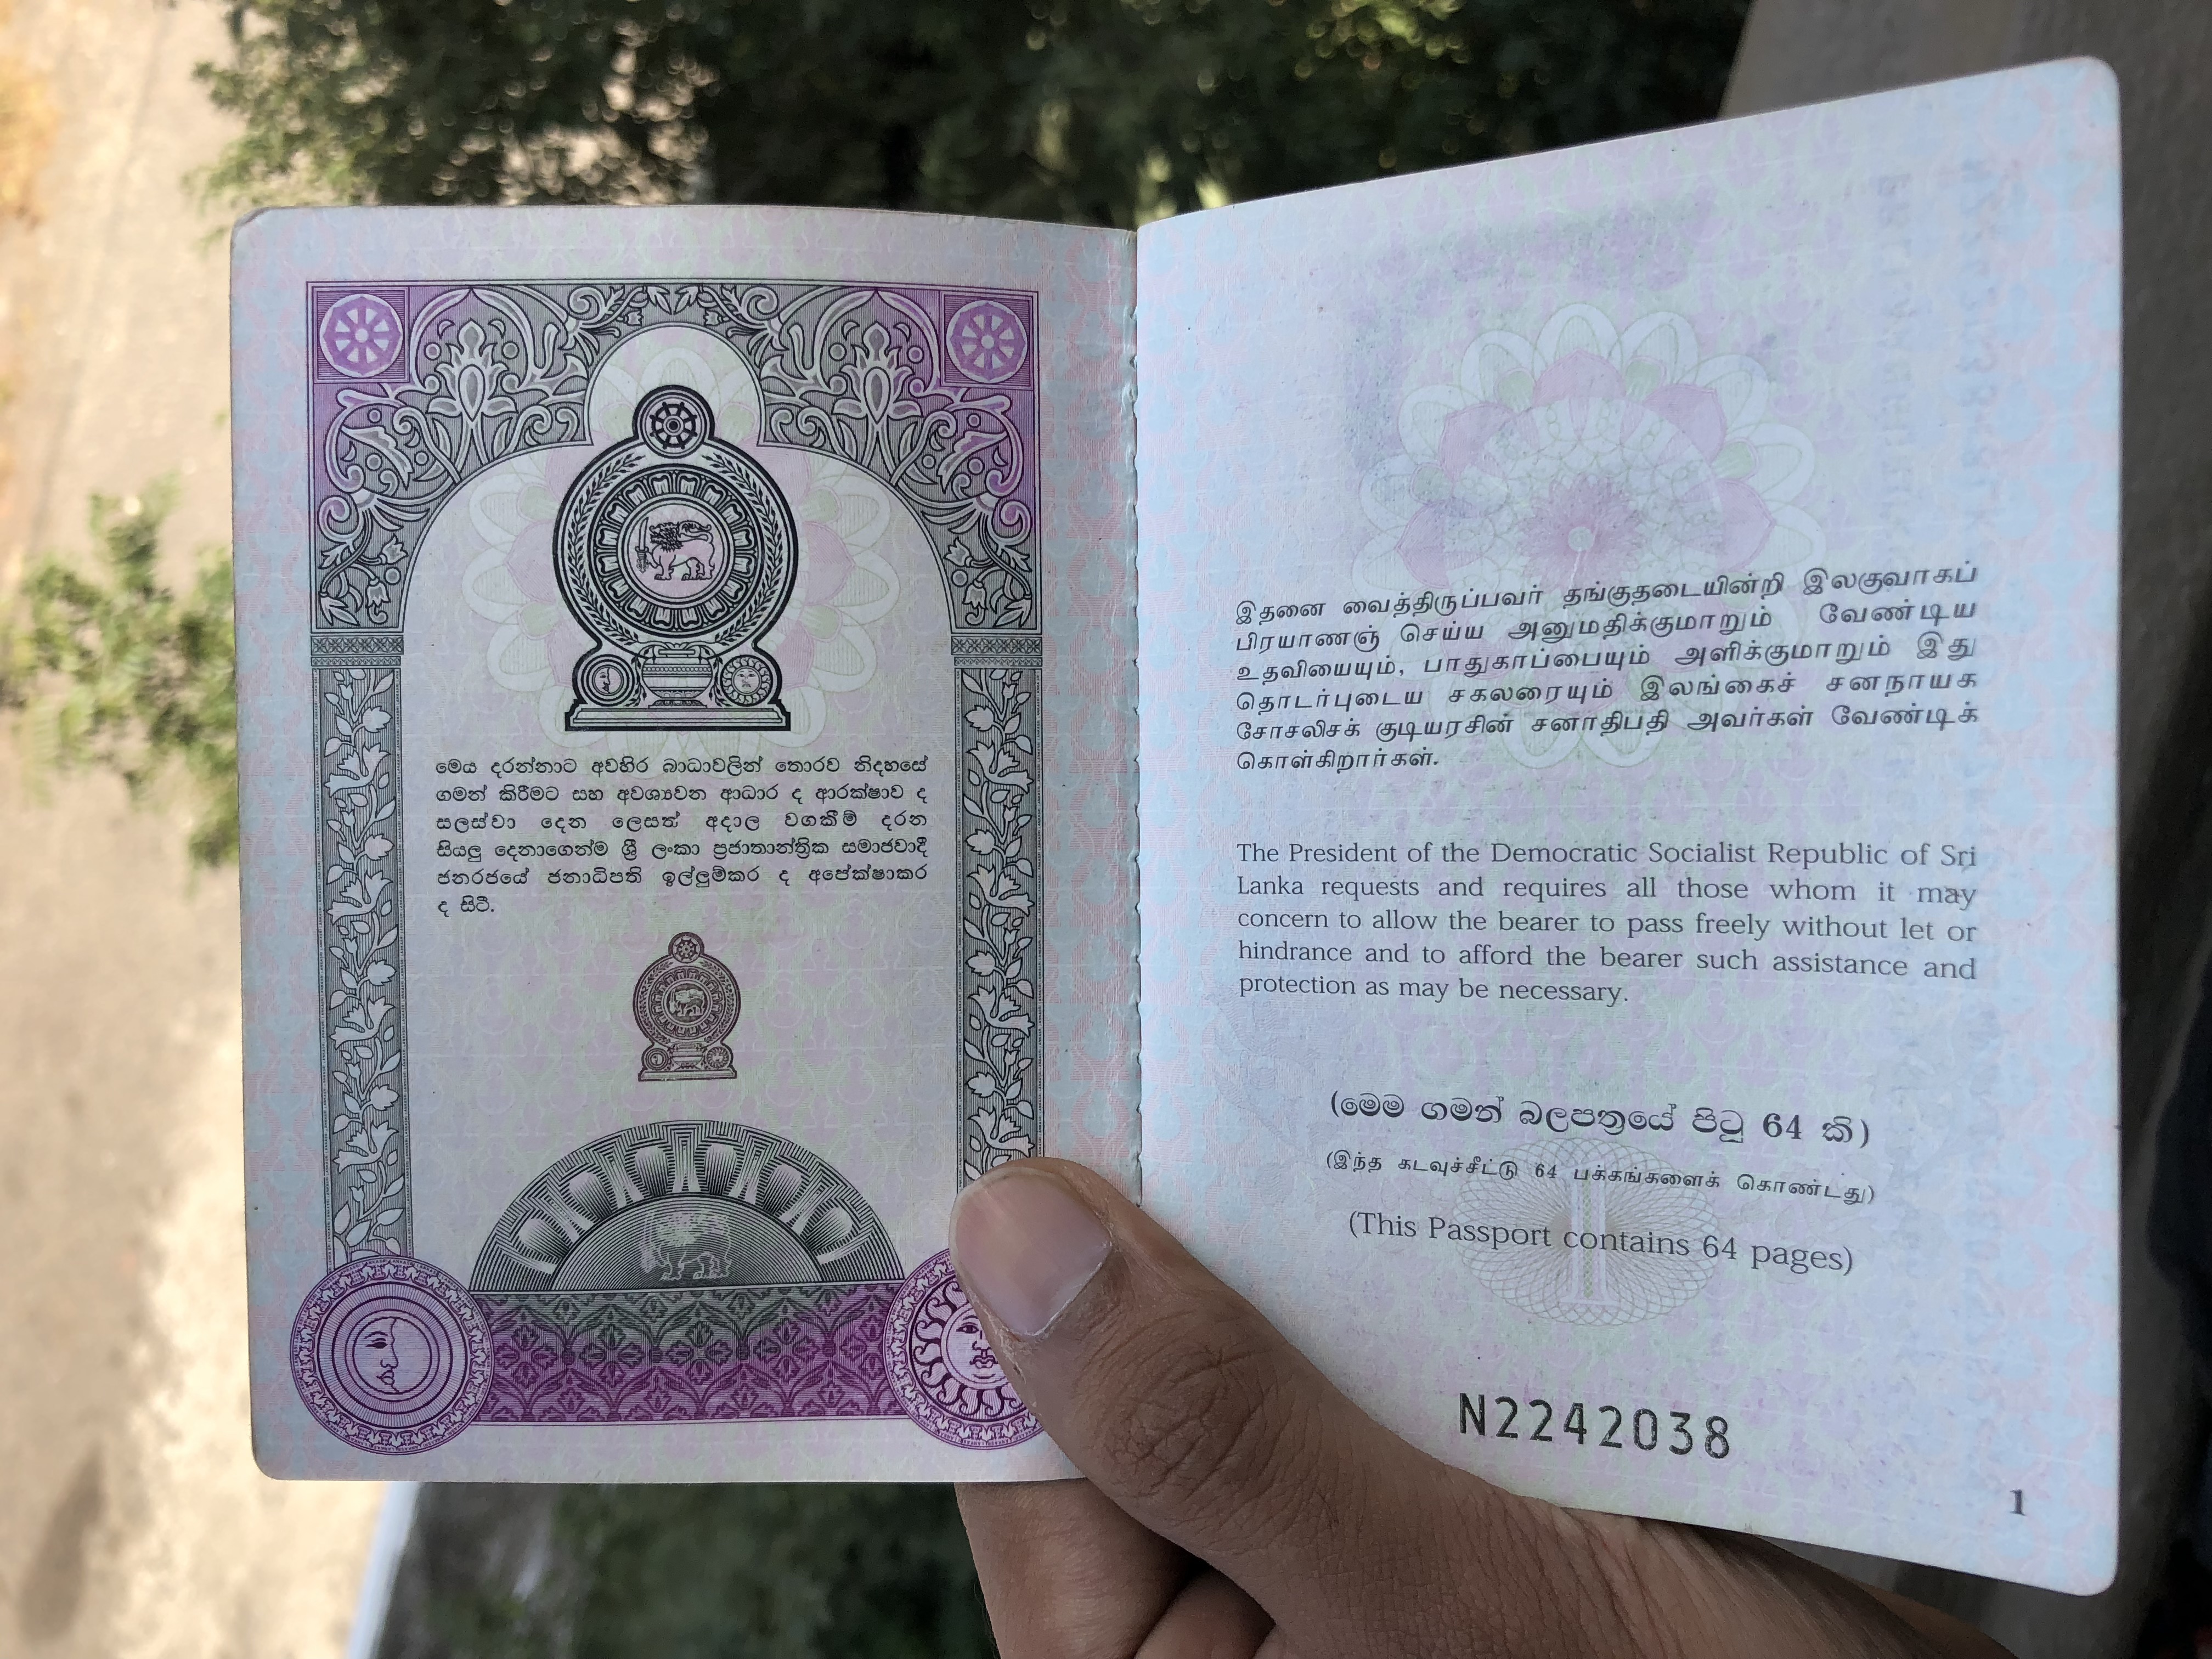 මෙය දරන්නාට අවහිර බාධාවලින් තොරව නිදහසේ
ගමන් කිරීමට සහ අවශ්‍යවන ආධාර ද ආරක්ෂාව ද
සලස්වා දෙන ලෙසත් අදාල වගකීම් දරන
සියලු දෙනාගෙන්ම ශ්‍රී ලංකා ප්‍රජාතාන්ත්‍රික සමාජවාදී
ජනරජයේ ජනාධිපති ඉල්ලුම්කර ද අපේක්ෂාකර
ද සිටී.
இதனை வைத்திருப்பவர் தங்குதடையின்றி இலகுவாகப்
பிரயாணஞ் செய்ய அனுமதிக்குமாறும் வேண்டிய
உதவியையும், பாதுகாப்பையும் அளிக்குமாறும் இது
தொடர்புடைய சகலரையும் இலங்கைச் சனநாயக
சோசலிசக் குடியரசின் சனாதிபதி அவர்கள் வேண்டிக்
கொள்கிறார்கள்.
The President of the Democratic Socialist Republic of Sri
Lanka requests and requires all those whom it may
concern to allow the bearer to pass freely without let or
hindrance and to afford the bearer such assistance and
protection as may be necessary.
(මෙම ගමන් බලපත්‍රයේ පිටු 64 කි)
(இந்த கடவுச்சீட்டு 64 பக்கங்களைக் கொண்டது)
(This Passport contains 64 pages)
N2242038
1